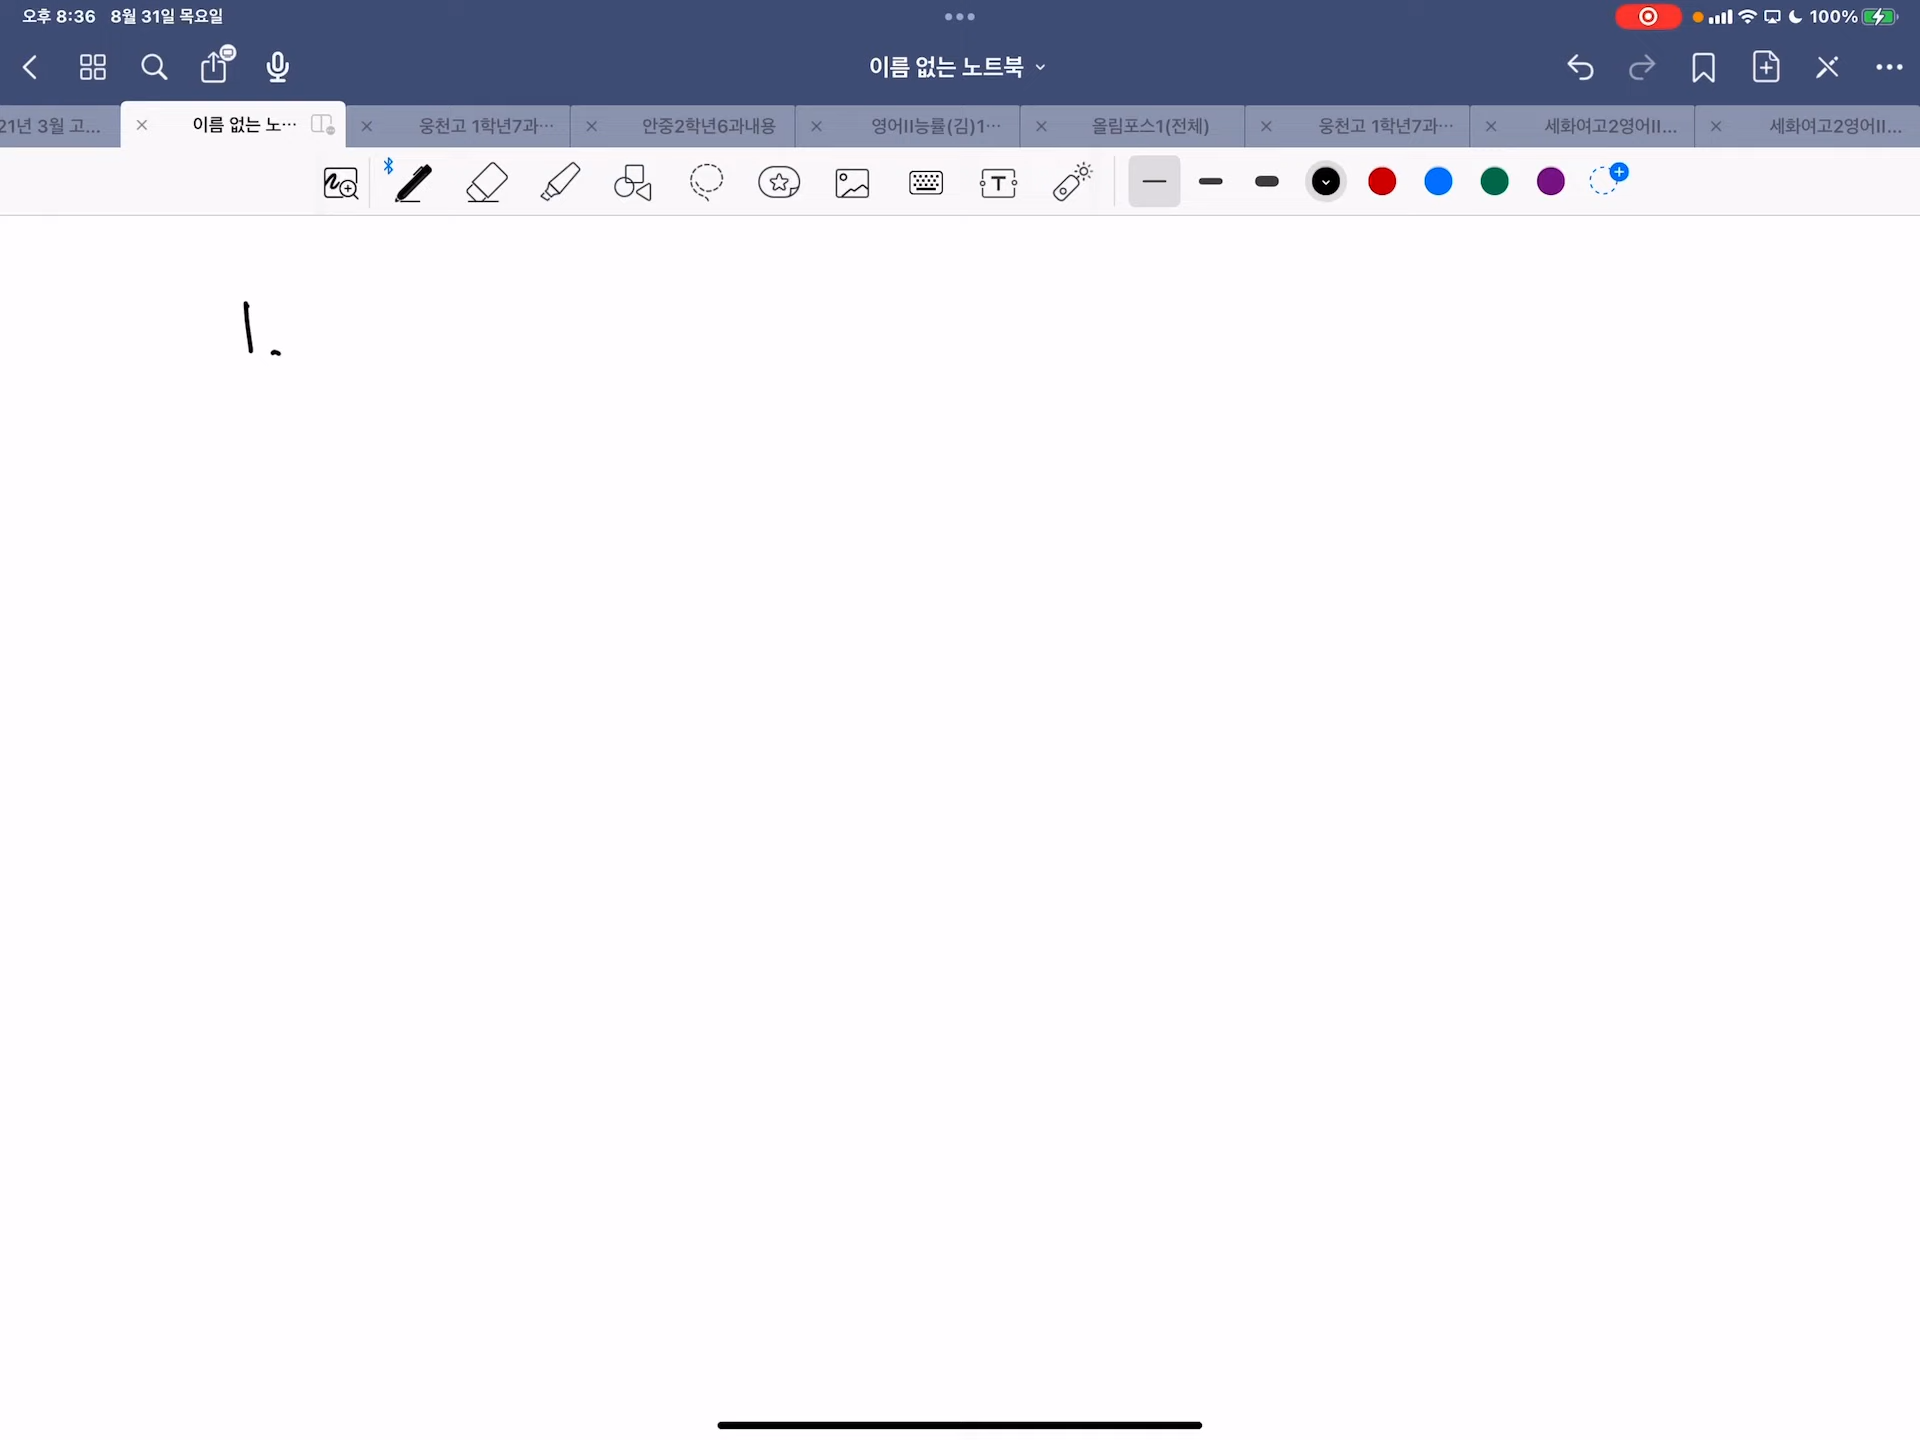 오후 8:36 8월 31일 목요일
100%
이름 없는 노트북
21년 3월 고...
이름 없는 노…
웅천고 1학년7과…
안중2학년6과내용
영어II능률(김)1…
올림포스1(전체)
웅천고 1학년7과…
세화여고2영어II...
세화여고2영어II...
T
1.